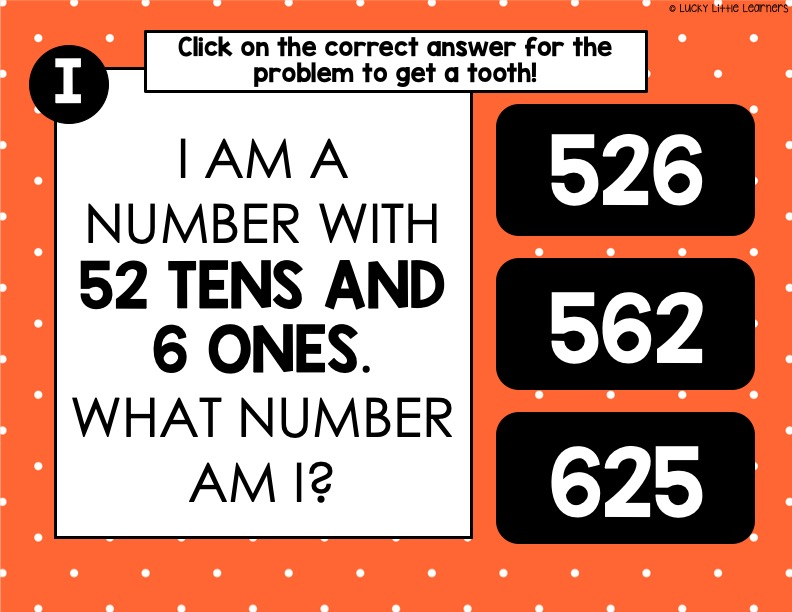 © Lucky Little Learners
Click on the correct answer for the
problem to get a tooth!
I
I AM A
NUMBER WITH
52 TENS AND
6 ONES.
WHAT NUMBER
AM I?
526
562
625